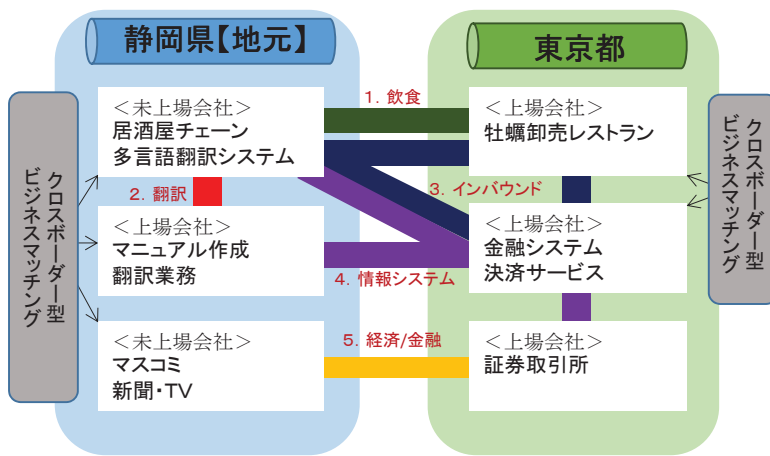 静岡県【地元】
東京都
クロスボーダー型
ビジネスマッチング
＜未上場会社＞
居酒屋チェーン
多言語翻訳システム
1. 飲食
＜上場会社＞
牡蠣卸売レストラン
2. 翻訳
3. インバウンド
＜上場会社＞
マニュアル作成
翻訳業務
4. 情報システム
＜上場会社＞
金融システム
決済サービス
＜未上場会社＞
マスコミ
新聞・TV
5. 経済/金融
＜上場会社＞
証券取引所
クロスボーダー型
ビジネスマッチング